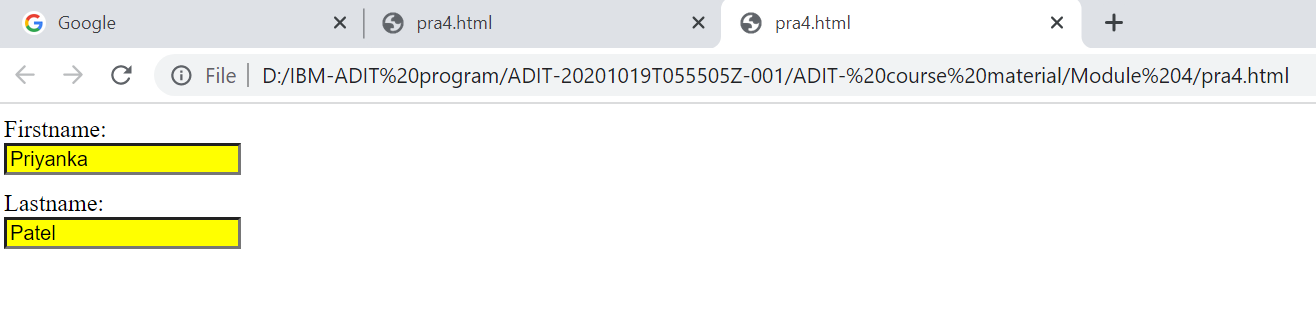 Google
pra4.html
pra4.html
File
D:/IBM-ADIT%20program/ADIT-20201019T055505Z-001/ADIT-%20course%20material/Module%204/pra4.html
Firstname:
Priyanka
Lastname:
Patel